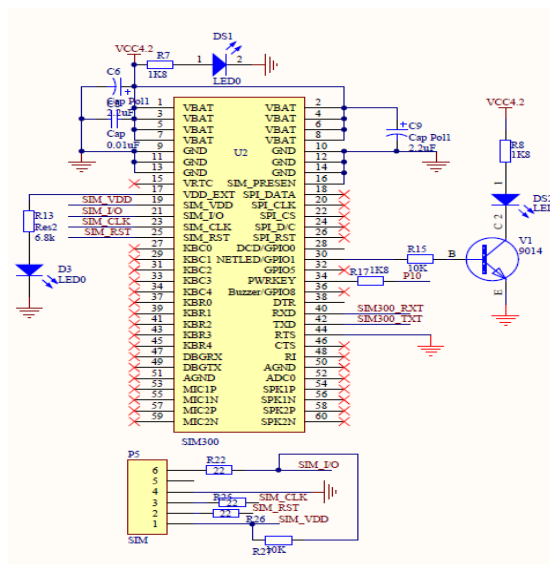 DS1
VCC4.2 R7 1 2
1K8 LED0
C6
Cap Pol1
2.2uF
Cap
0.01uF
U2
1 VBAT VBAT 2
3 VBAT VBAT 4
5 VBAT VBAT 6
7 VBAT VBAT 8
9 GND GND 10
11 GND GND 12
13 GND GND 14
15 VRTC SIM_PRESEN 16
17 VDD_EXT SPI_DATA 18
SIM_VDD 19 SIM_VDD SPI_CLK 20
SIM_I/O 21 SIM_I/O SPI_CS 22
SIM_CLK 23 SIM_CLK SPI_D/C 24
SIM_RST 25 SIM_RST SPI_RST 26
27 KBC0 DCD/GPIO0 28
29 KBC1 NETLED/GPIO1 30
31 KBC2 GPIO5 32
33 KBC3 PWRKEY 34
35 KBC4 Buzzer/GPIO8 36
37 KBR0 DTR 38
39 KBR1 RXD 40 SIM300_RXT
41 KBR2 TXD 42 SIM300_TXT
43 KBR3 RTS 44
45 KBR4 CTS 46
47 DBGRX RI 48
49 DBGTX AGND 50
51 AGND ADC0 52
53 MIC1P SPK1P 54
55 MIC1N SPK1N 56
57 MIC2P SPK2P 58
59 MIC2N SPK2N 60
SIM300
C9
Cap Pol1
2.2uF
VCC4.2
R8
1K8
1
DS2
LED
C 2
V1
9014
B
E
R15
10K
R17 1K8 P10
R13
Res2
6.8k
D3
LED0
P5
6 R22 SIM_I/O
22
5
4
3 R25 SIM_CLK
22
2 SIM_RST
22
1 R26 SIM_VDD
SIM
R27
10K